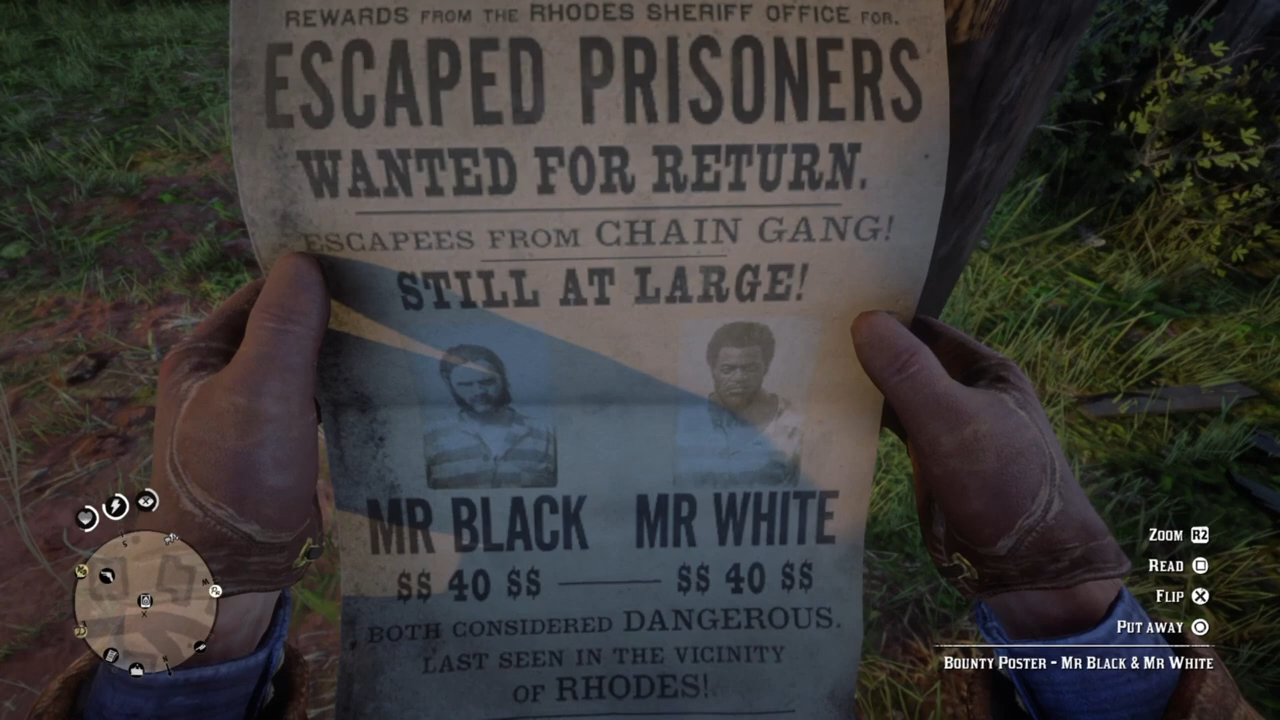 REWARDS FROM THE RHODES SHERIFF OFFICE FOR.
ESCAPED PRISONERS
WANTED FOR RETURN.
ESCAPEES FROM CHAIN GANG!
STILL AT LARGE!
MR BLACK MR WHITE
$$ 40 $$ $$ 40 $$
BOTH CONSIDERED DANGEROUS.
LAST SEEN IN THE VICINITY
OF RHODES!
ZOOM R2
READ
FLIP
PUT AWAY
BOUNTY POSTER - MR BLACK & MR WHITE